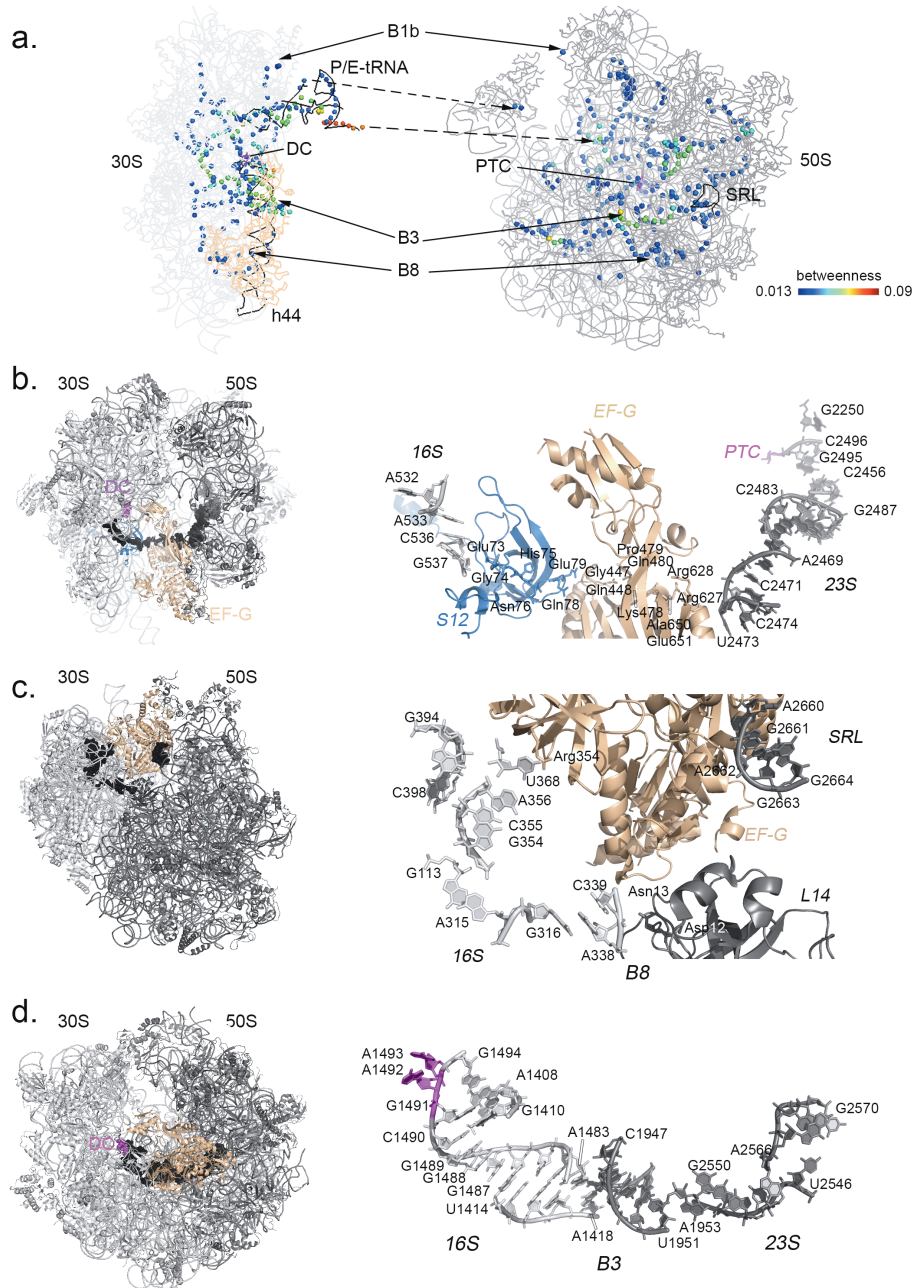 a.
B1b
P/E-tRNA
30S
DC
PTC
50S
SRL
B3
B8
h44
betweenness
0.013
0.09
b.
30S
50S
DC
EF-G
EF-G
16S
A532
A533
C536
G537
Glu73
His75
Glu79
Gly74
Asn76
Gln78
S12
Gly447
Gln448
Pro479
Gln480
Arg628
Arg627
Lys478
Ala650
Glu651
PTC
G2250
C2496
G2495
C2456
C2483
G2487
A2469
C2471
23S
C2474
U2473
c.
30S
50S
G394
C398
U368
Arg354
A356
C355
G354
G113
A315
G316
16S
C339
A338
B8
Asn13
Asp12
L14
A2660
G2661
SRL
A2662
G2664
G2663
EF-G
d.
30S
50S
DC
A1493
A1492
G1494
A1408
G1491
G1410
C1490
G1489
G1488
G1487
U1414
A1483
C1947
A1418
16S
B3
U1951
A1953
G2550
A2566
G2570
U2546
23S